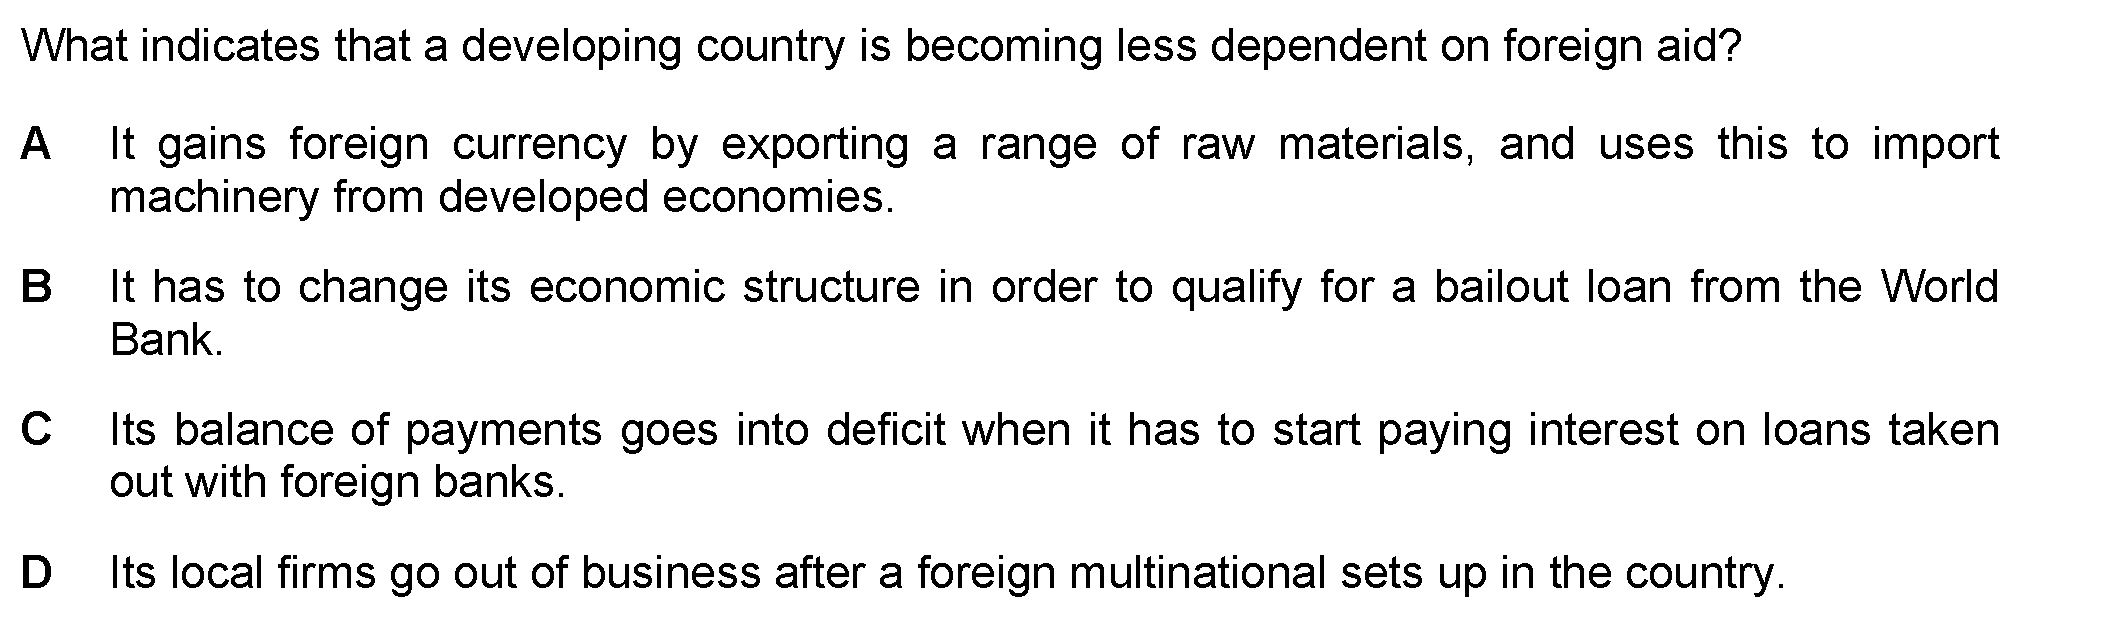 What indicates that a developing country is becoming less dependent on foreign aid?
A It gains foreign currency by exporting a range of raw materials, and uses this to import
machinery from developed economies.
B It has to change its economic structure in order to qualify for a bailout loan from the World
Bank.
C Its balance of payments goes into deficit when it has to start paying interest on loans taken
out with foreign banks.
D Its local firms go out of business after a foreign multinational sets up in the country.